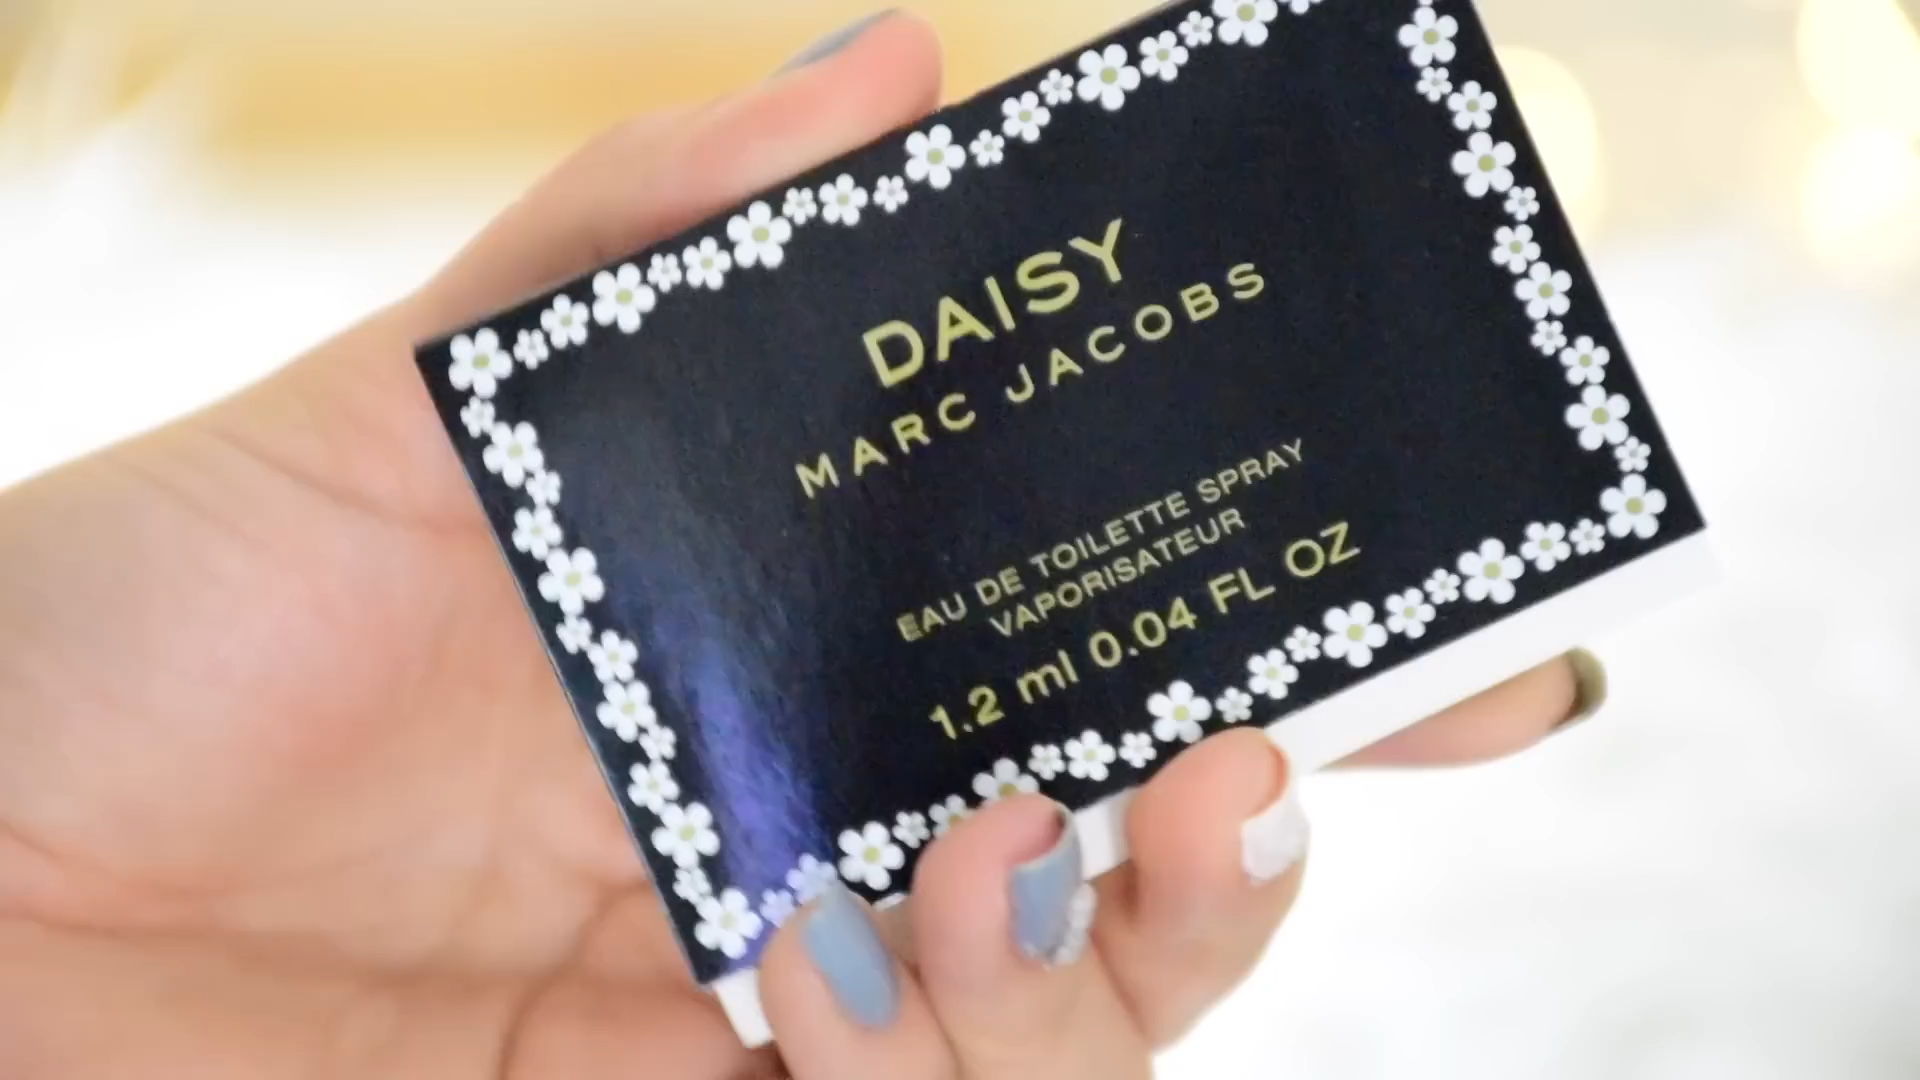 DAISY
MARC JACOBS
EAU DE TOILETTE SPRAY
VAPORISATEUR
1.2 ml 0.04 FL OZ